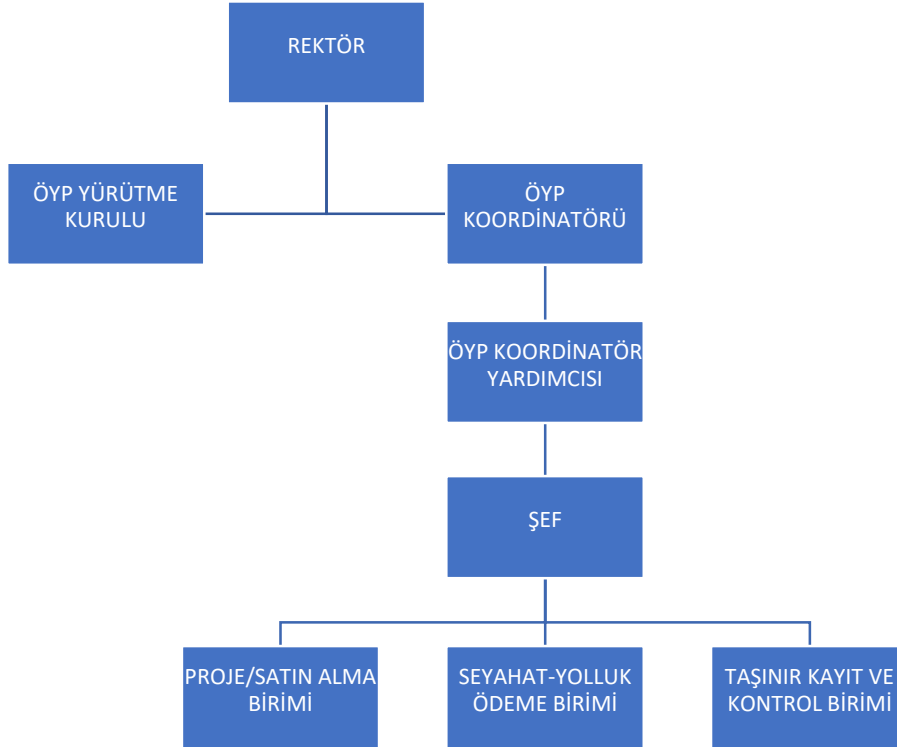 REKTÖR
ÖYP YÜRÜTME
KURULU
ÖYP
KOORDİNATÖRÜ
ÖYP KOORDİNATÖR
YARDIMCISI
ŞEF
PROJE/SATIN ALMA
BİRİMİ
SEYAHAT-YOLLUK
ÖDEME BİRİMİ
TAŞINIR KAYIT VE
KONTROL BİRİMİ